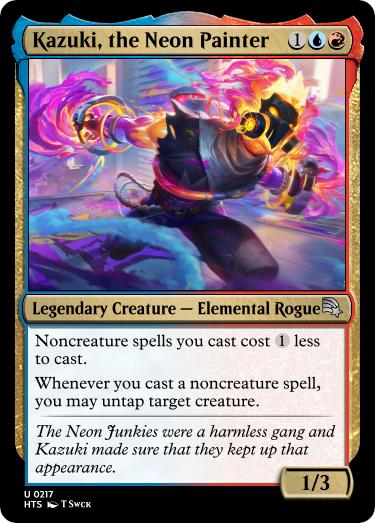 Kazuki, the Neon Painter 1
Legendary Creature — Elemental Rogue
Noncreature spells you cast cost 1 less
to cast.
Whenever you cast a noncreature spell,
you may untap target creature.
The Neon Junkies were a harmless gang and
Kazuki made sure that they kept up that
appearance.
1/3
U 0217
HTS T Swck